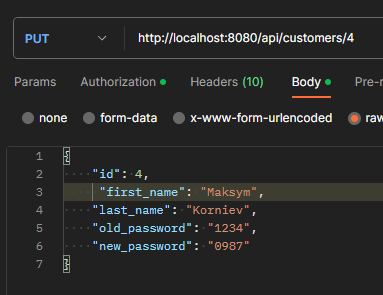 PUT http://localhost:8080/api/customers/4
Params Authorization Headers (10) Body Pre-r
none form-data x-www-form-urlencoded raw
1 {
2 "id": 4,
3 "first_name": "Maksym",
4 "last_name": "Korniev",
5 "old_password": "1234",
6 "new_password": "0987"
7 }